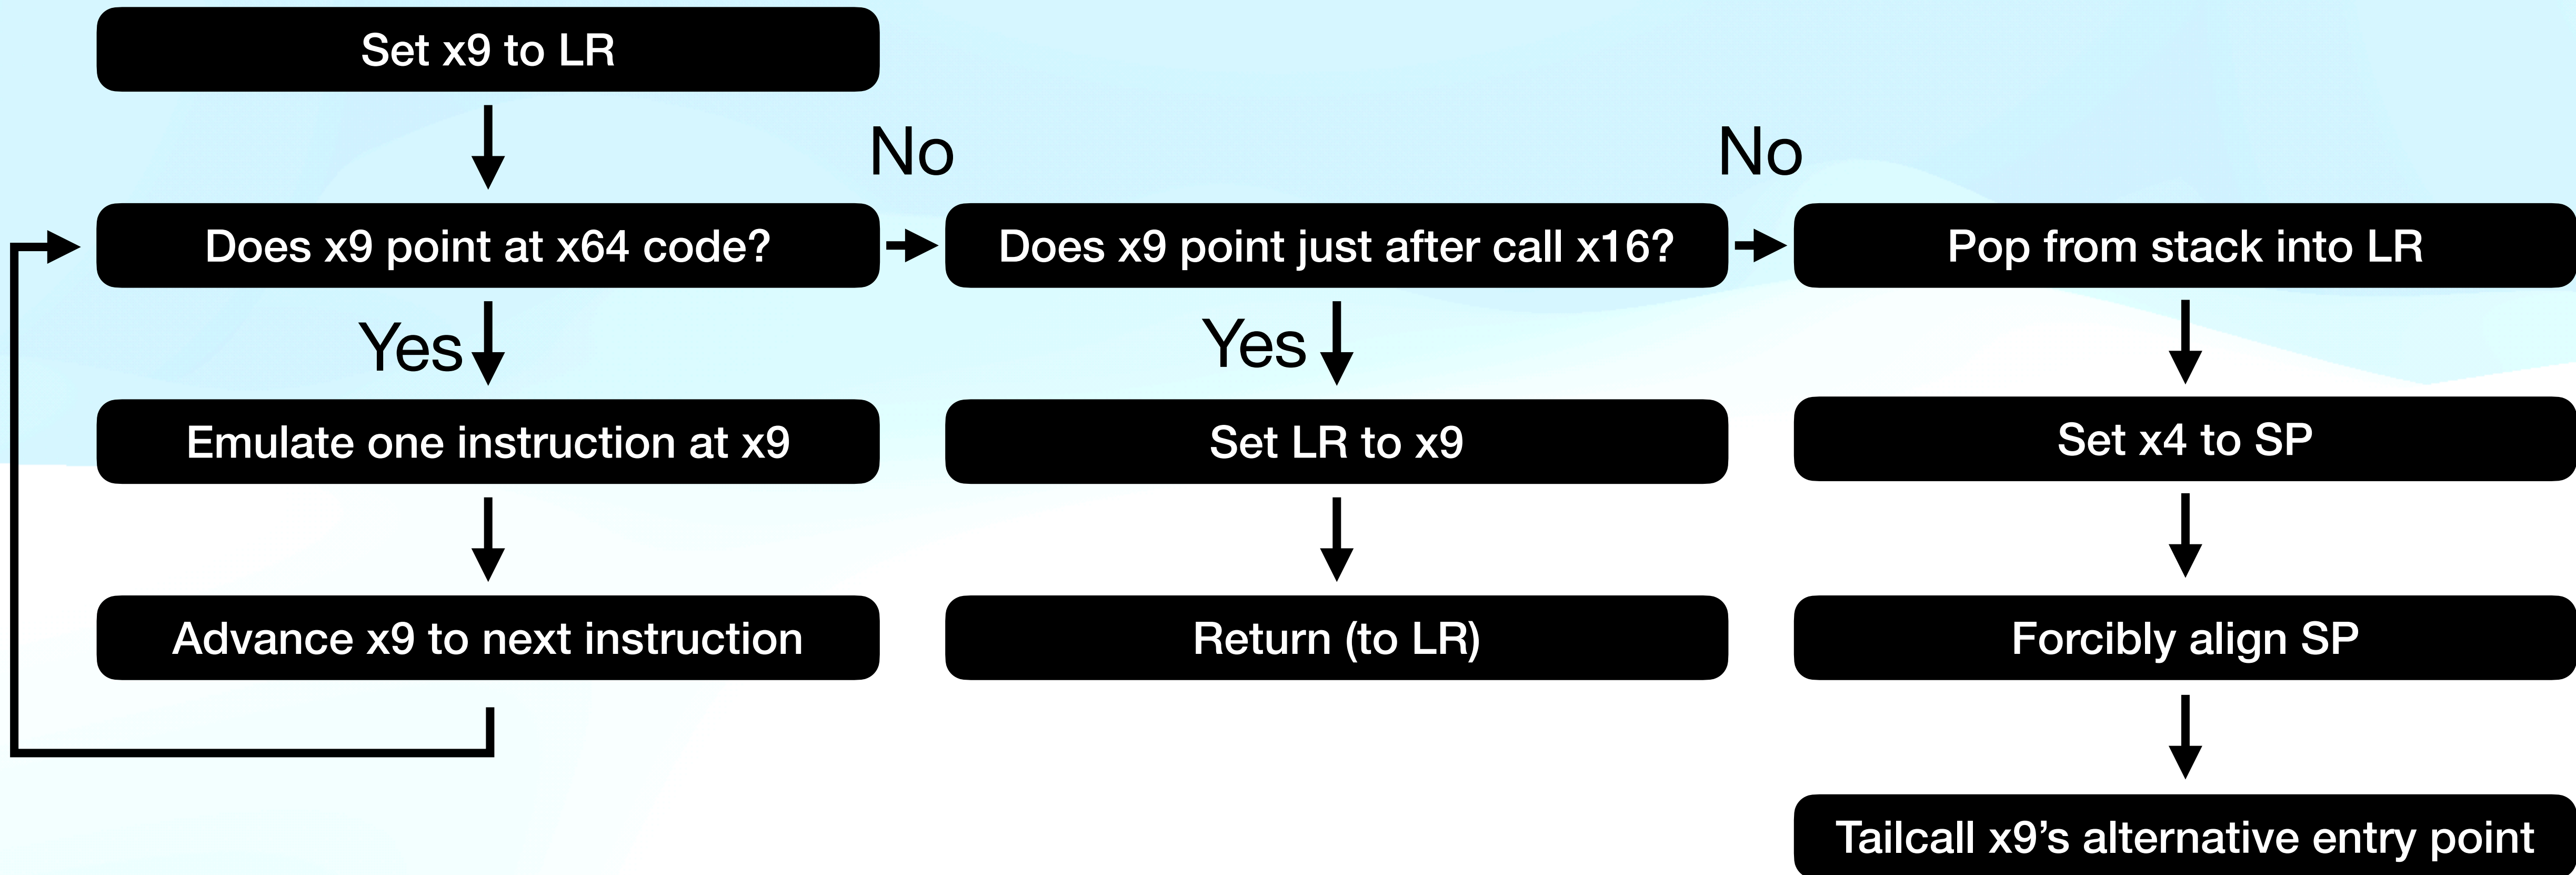 Set x9 to LR
No
No
Does x9 point at x64 code?
Does x9 point just after call x16?
Pop from stack into LR
Yes
Yes
Emulate one instruction at x9
Set LR to x9
Set x4 to SP
Advance x9 to next instruction
Return (to LR)
Forcibly align SP
Tailcall x9’s alternative entry point